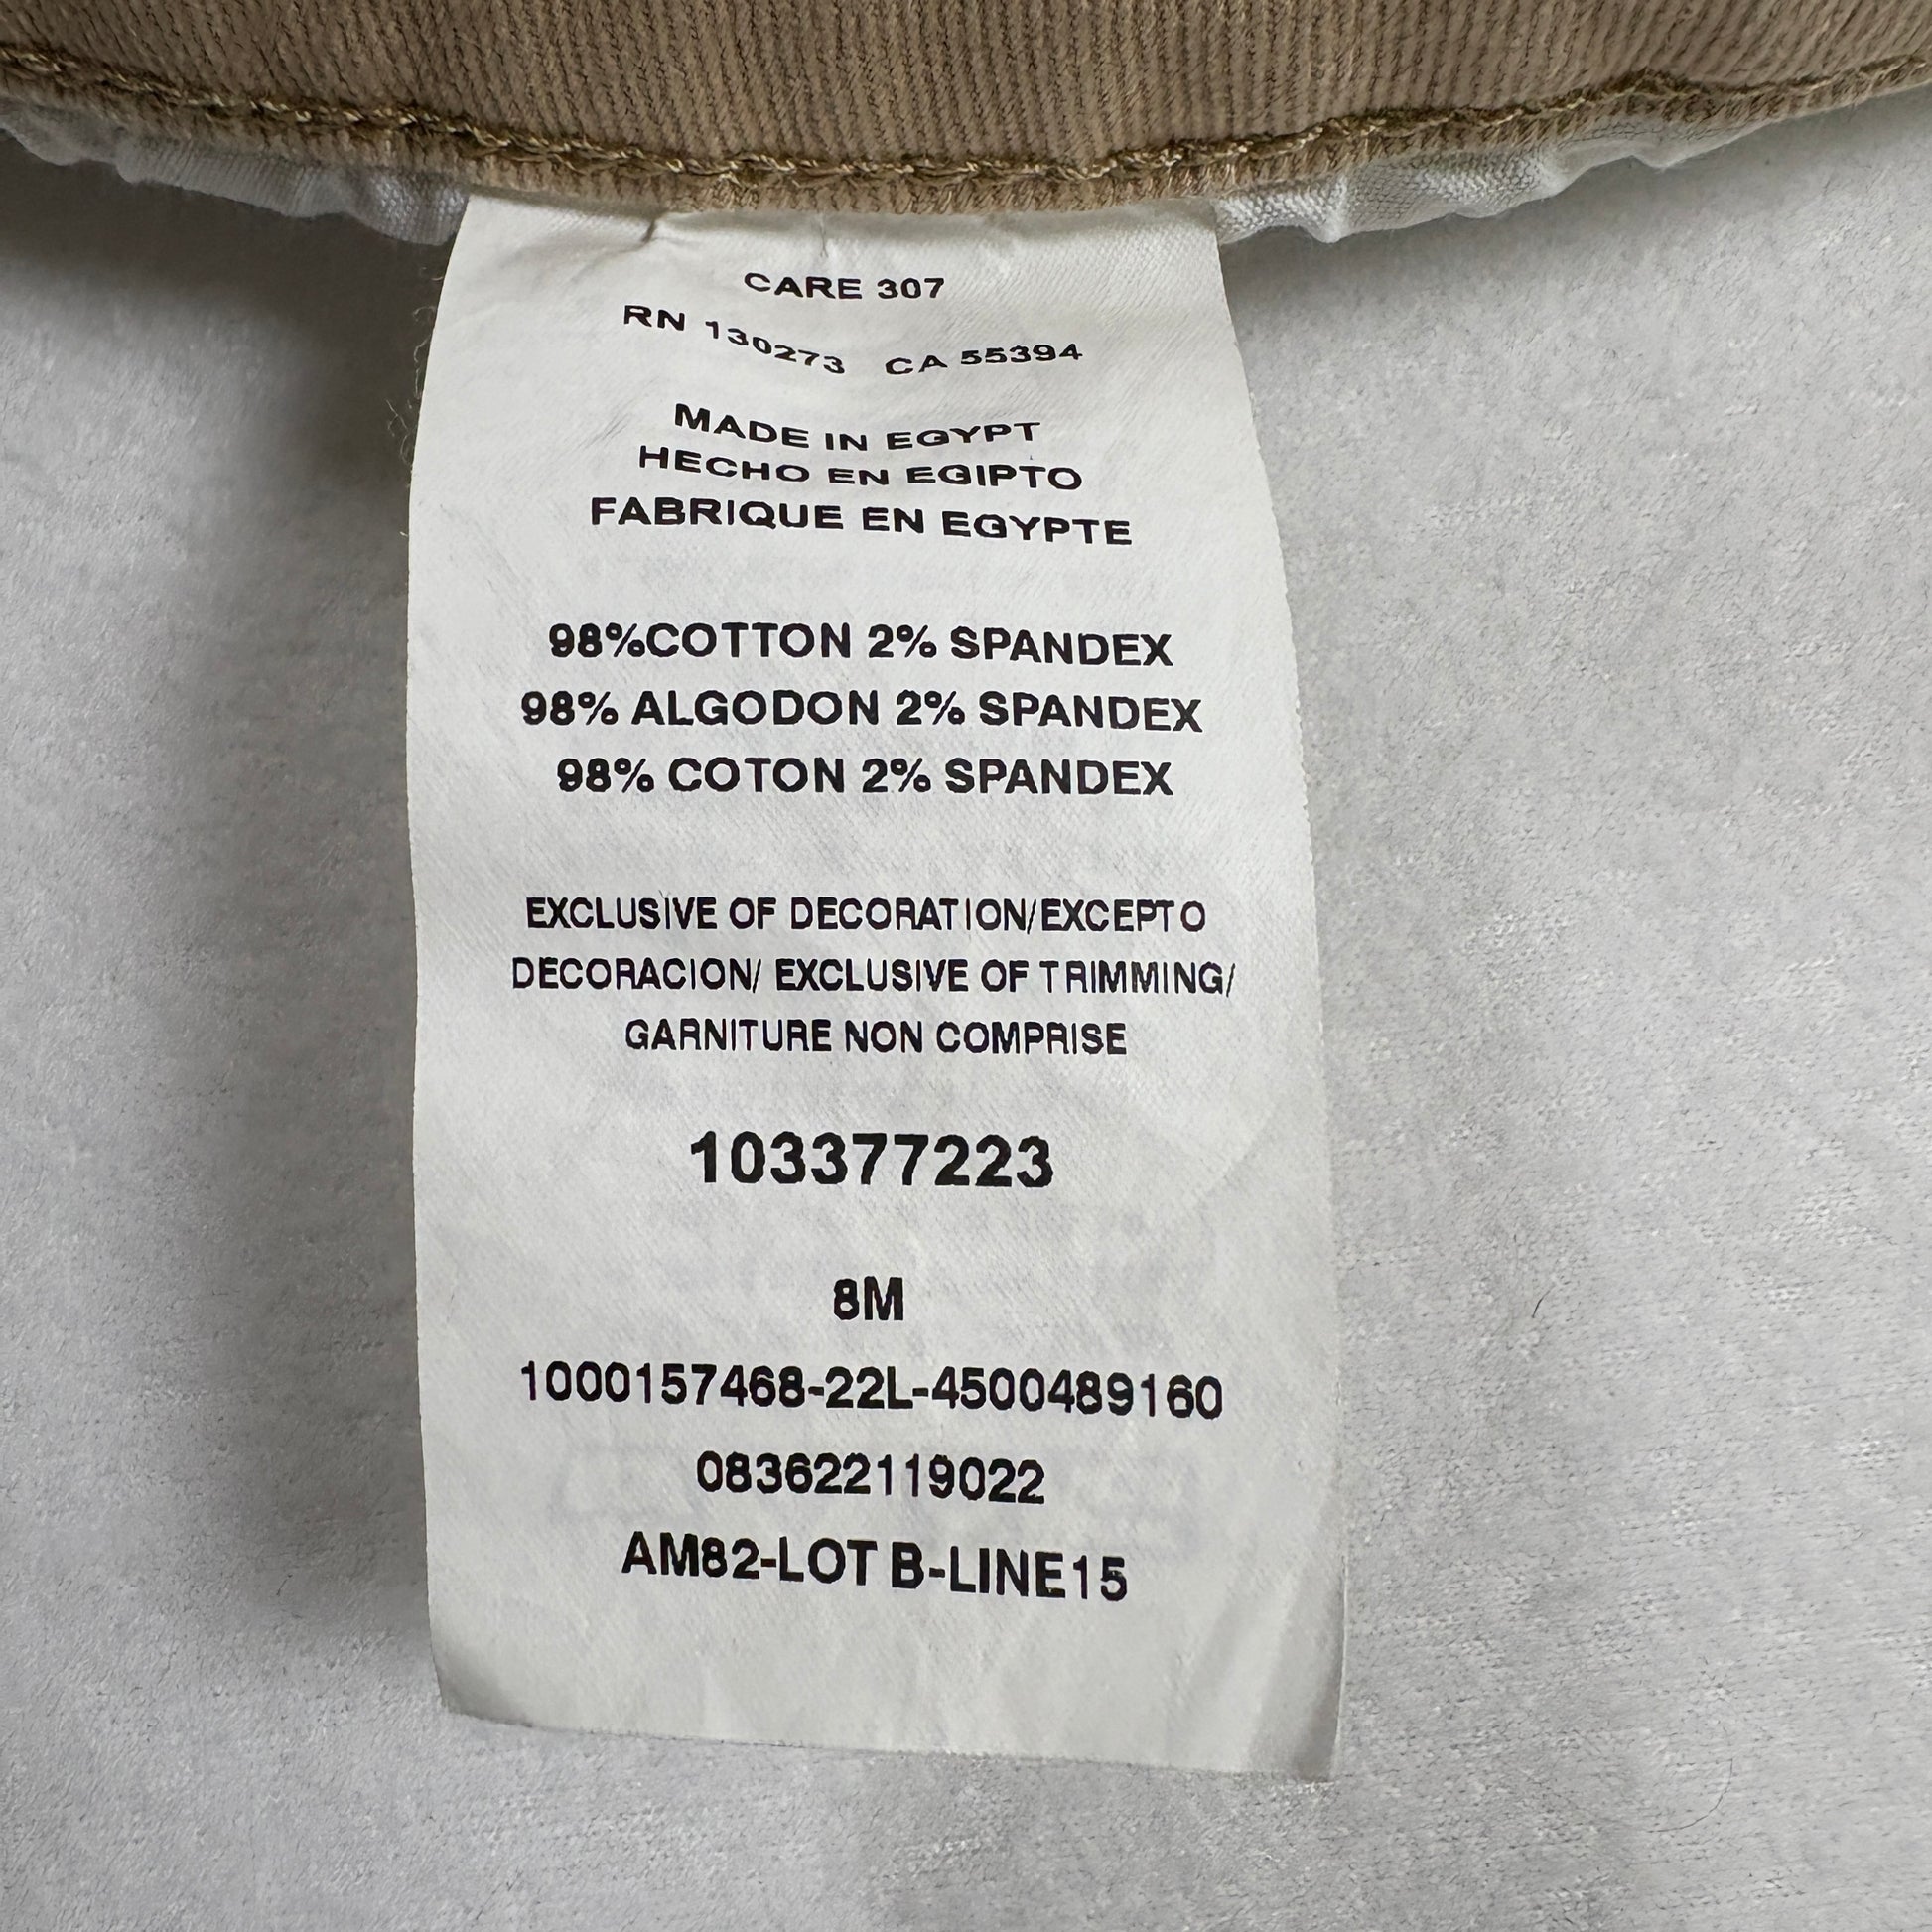 CARE 307
RN 130273 CA 55394
MADE IN EGYPT
HECHO EN EGIPTO
FABRIQUE EN EGYPTE
98%COTTON 2% SPANDEX
98% ALGODON 2% SPANDEX
98% COTON 2% SPANDEX
EXCLUSIVE OF DECORATION/EXCEPTO
DECORACION/ EXCLUSIVE OF TRIMMING/
GARNITURE NON COMPRISE
103377223
8M
1000157468-22L-4500489160
083622119022
AM82-LOT B-LINE15